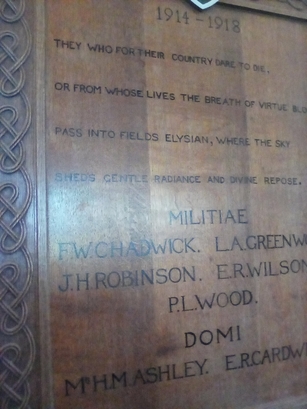 1914-1918
THEY WHO FOR THEIR COUNTRY DARE TO DIE,
OR FROM WHOSE LIVES THE BREATH OF VIRTUE
PASS INTO FIELDS ELYSIAN, WHERE THE SKY
SHEDS GENTLE RADIANCE AND DIVINE REPOSE.
MILITIAE
F.W. CHADWICK. L.A. GREENW
J.H ROBINSON. E.R. WILSON
P.L. WOOD.
DOMI
H.M ASHLEY. E.R. CARDW